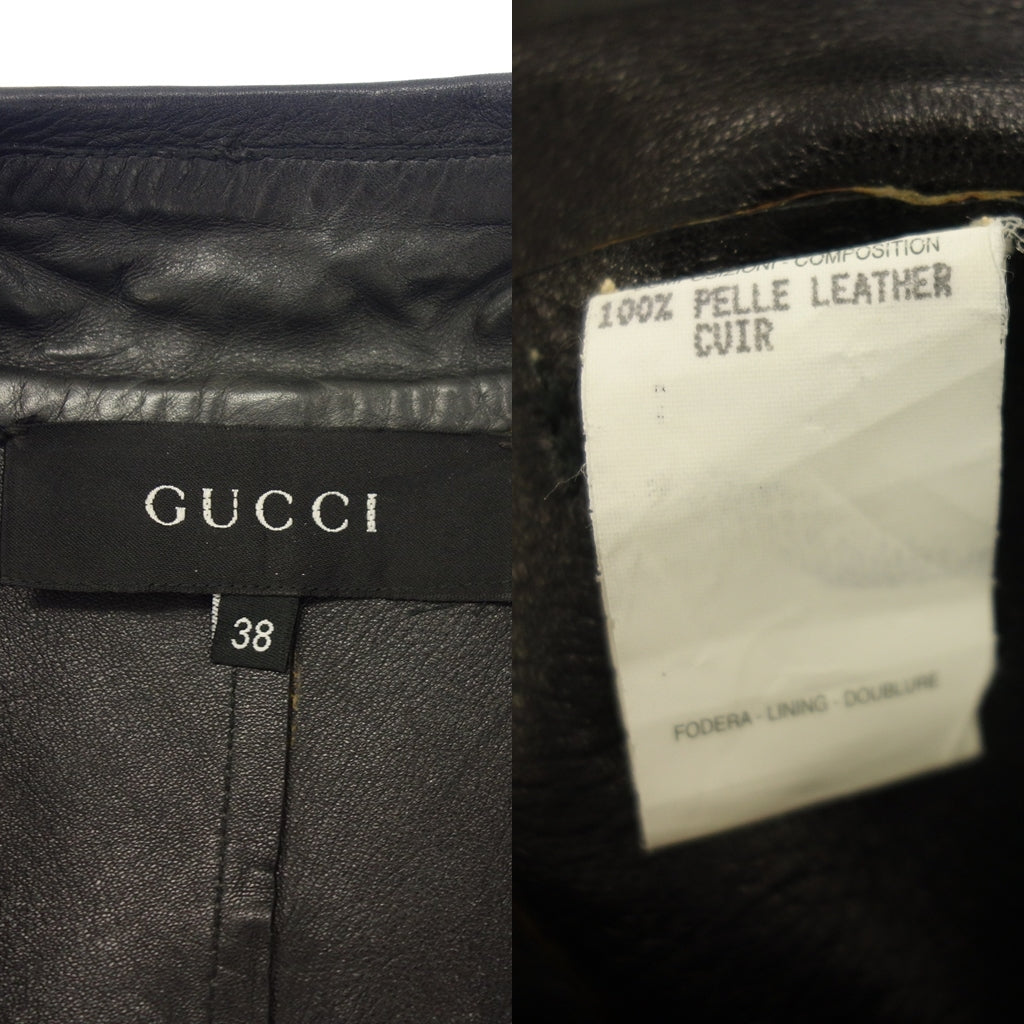 GUCCI
38
COMPOSITION
100% PELLE LEATHER
CUIR
FODERA - LINING - DOUBLURE